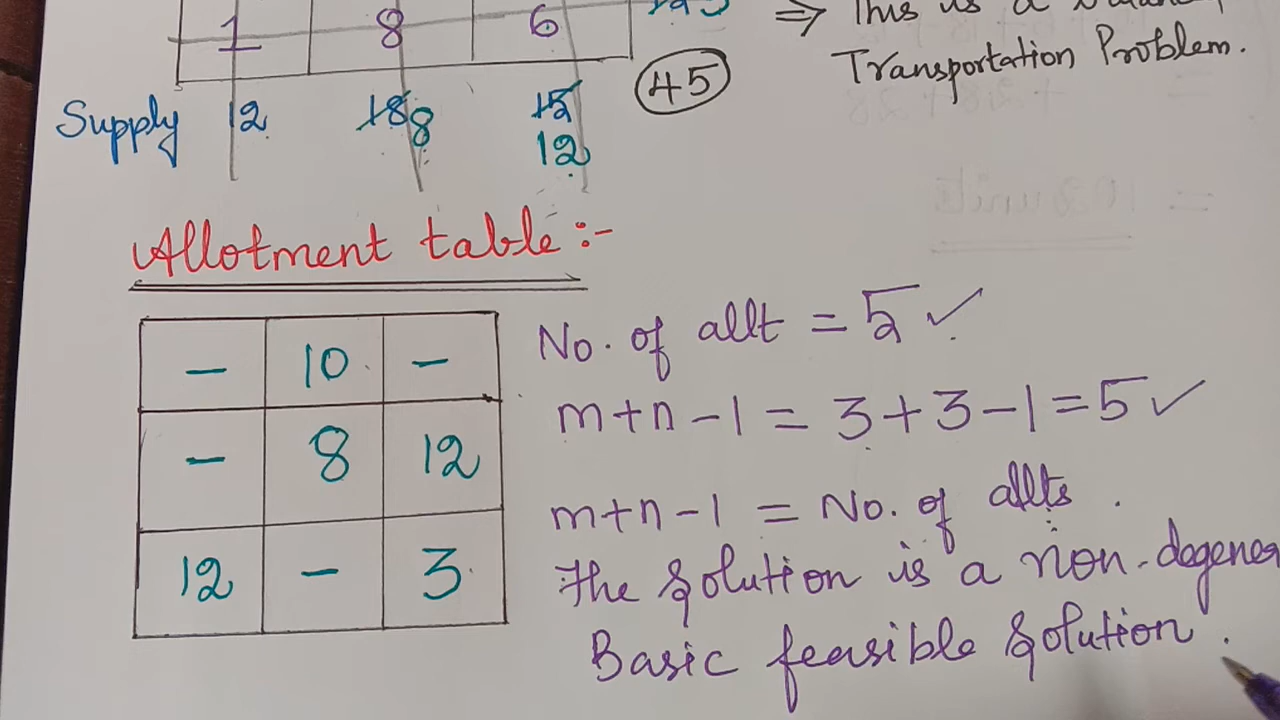 1 8 6
⇒ This is a
Transportation Problem.
45
Supply 12 18 8 15
12
Allotment table :-
- 10 -
- 8 12
12 - 3
No. of allt = 5 ✓
m+n-1 = 3+3-1 = 5 ✓
m+n-1 = No. of allts.
The Solution is a non-degener
Basic feasible Solution.